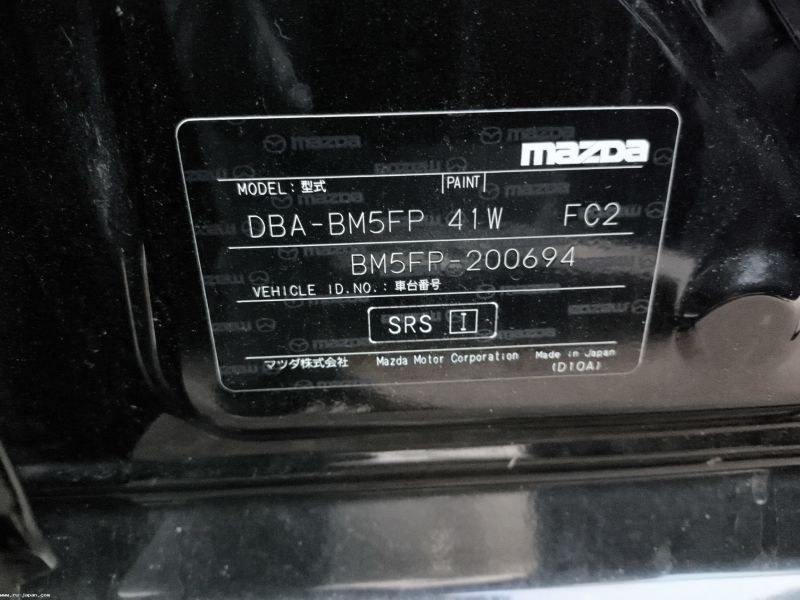 mazda
MODEL : 型式 PAINT
DBA-BM5FP 41W FC2
BM5FP-200694
VEHICLE ID.NO. : 車台番号
SRS I
マツダ株式会社 Mazda Motor Corporation Made in Japan
(D10A)